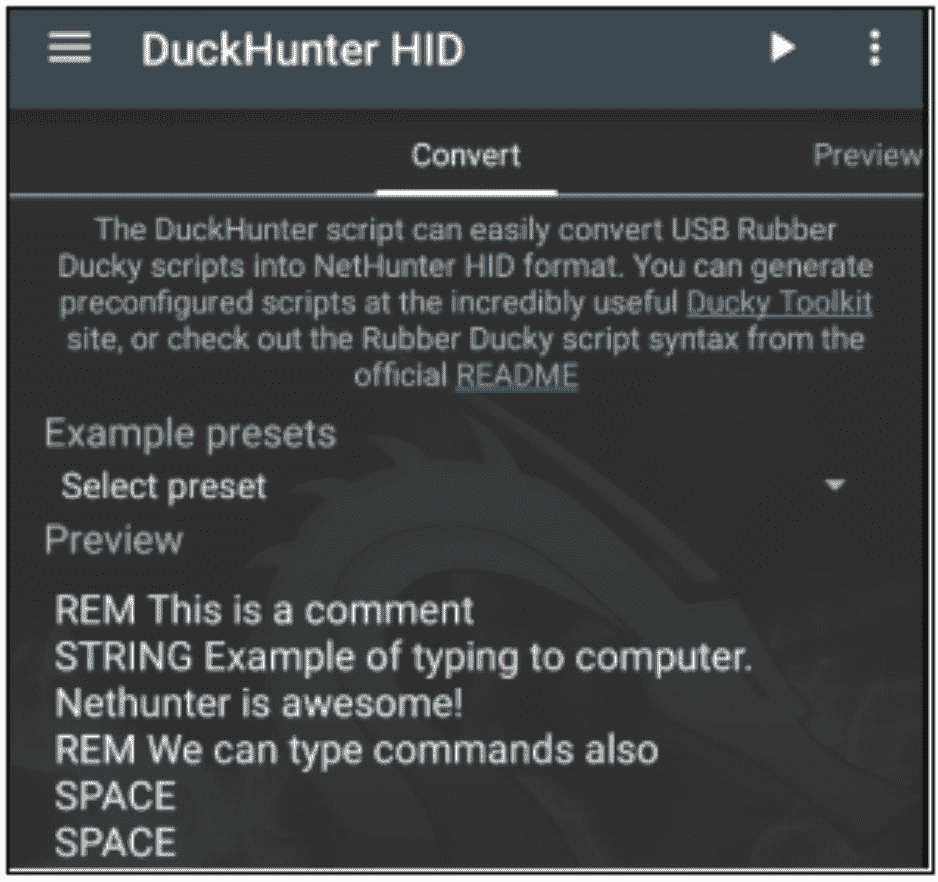 DuckHunter HID
Convert
Preview
The DuckHunter script can easily convert USB Rubber
Ducky scripts into NetHunter HID format. You can generate
preconfigured scripts at the incredibly useful Ducky Toolkit
site, or check out the Rubber Ducky script syntax from the
official README
Example presets
Select preset
Preview
REM This is a comment
STRING Example of typing to computer.
Nethunter is awesome!
REM We can type commands also
SPACE
SPACE